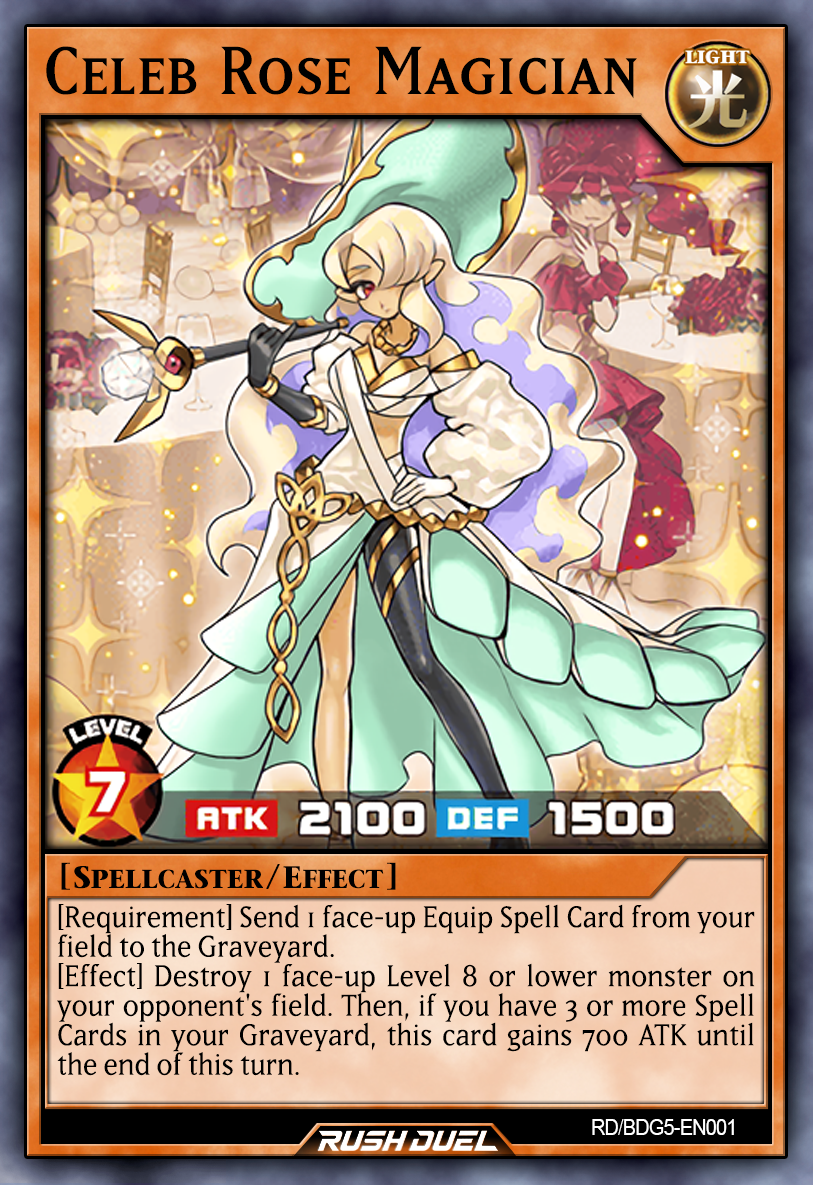 Celeb Rose Magician
LIGHT
光
LEVEL
7
ATK 2100 DEF 1500
[Spellcaster/Effect]
[Requirement] Send 1 face-up Equip Spell Card from your
field to the Graveyard.
[Effect] Destroy 1 face-up Level 8 or lower monster on
your opponent's field. Then, if you have 3 or more Spell
Cards in your Graveyard, this card gains 700 ATK until
the end of this turn.
RD/BDG5-EN001
RUSH DUEL